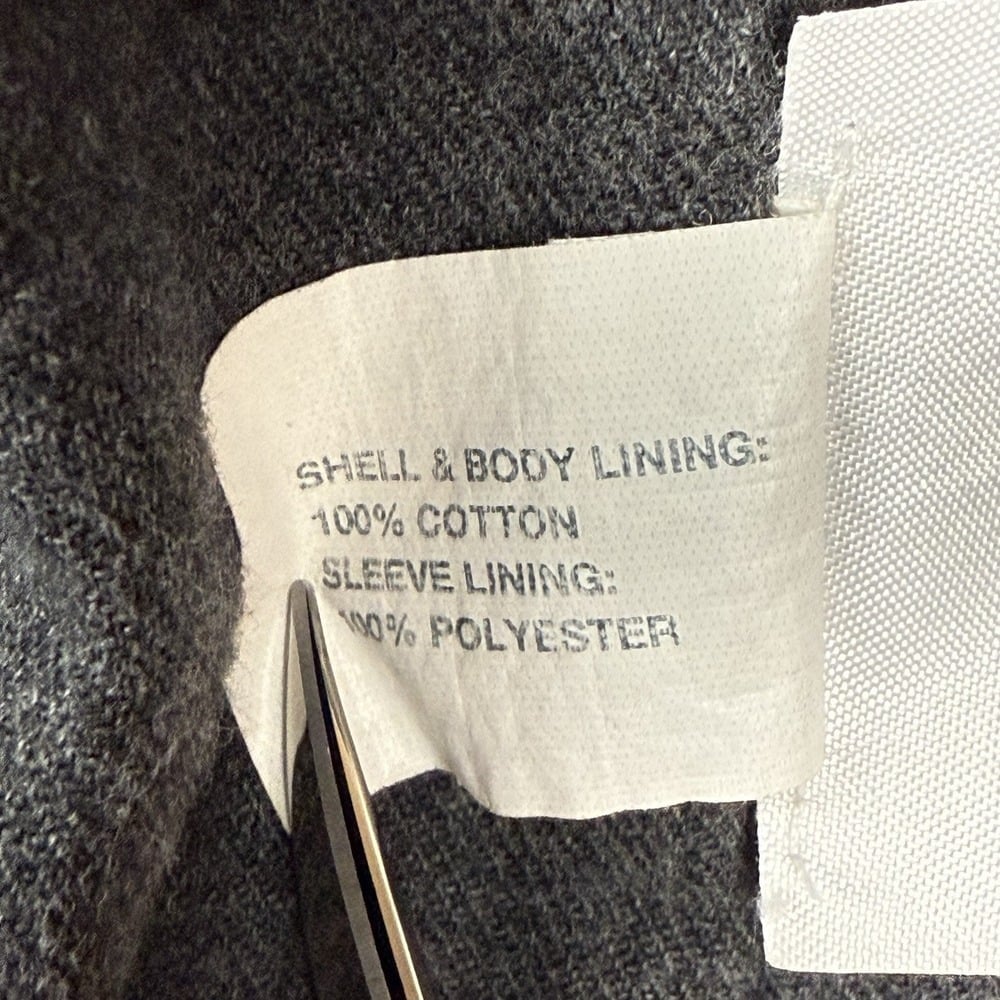 SHELL & BODY LINING:
100% COTTON
SLEEVE LINING:
100% POLYESTER